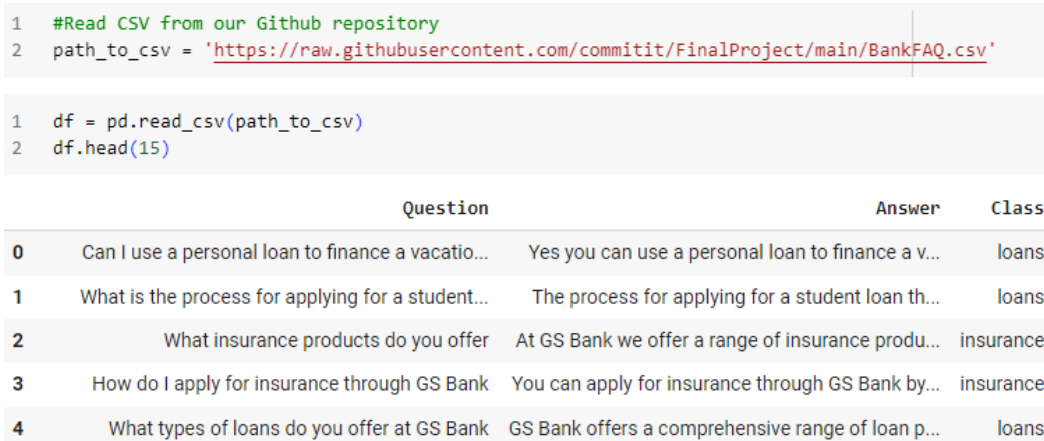 1 #Read CSV from our Github repository
2 path_to_csv = 'https://raw.githubusercontent.com/commitit/FinalProject/main/BankFAQ.csv'
1 df = pd.read_csv(path_to_csv)
2 df.head(15)
Question Answer Class
0 Can I use a personal loan to finance a vacatio... Yes you can use a personal loan to finance a v... loans
1 What is the process for applying for a student... The process for applying for a student loan th... loans
2 What insurance products do you offer At GS Bank we offer a range of insurance produ... insurance
3 How do I apply for insurance through GS Bank You can apply for insurance through GS Bank by... insurance
4 What types of loans do you offer at GS Bank GS Bank offers a comprehensive range of loan p... loans